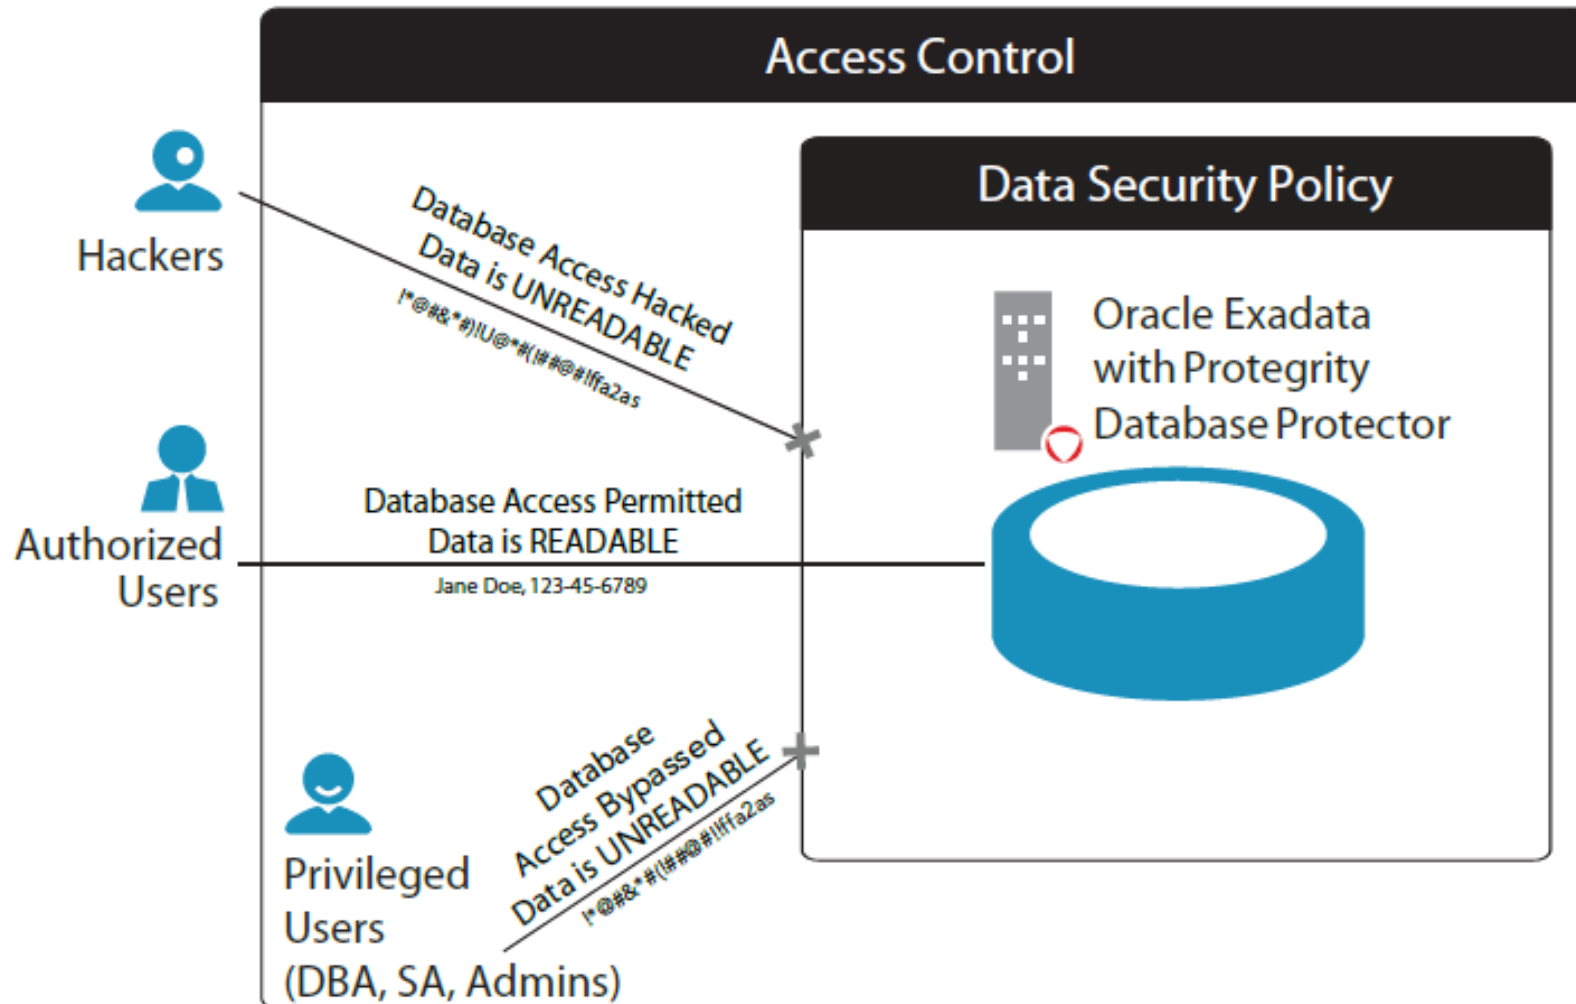 Access Control
Data Security Policy
Hackers
Database Access Hacked
Data is UNREADABLE
!*@#&*#)!U@*#(!##@#!ffa2as
Oracle Exadata
with Protegrity
Database Protector
Authorized
Users
Database Access Permitted
Data is READABLE
Jane Doe, 123-45-6789
Privileged
Users
(DBA, SA, Admins)
Database
Access Bypassed
Data is UNREADABLE
!*@#&*#(!##@#!!ffa2as